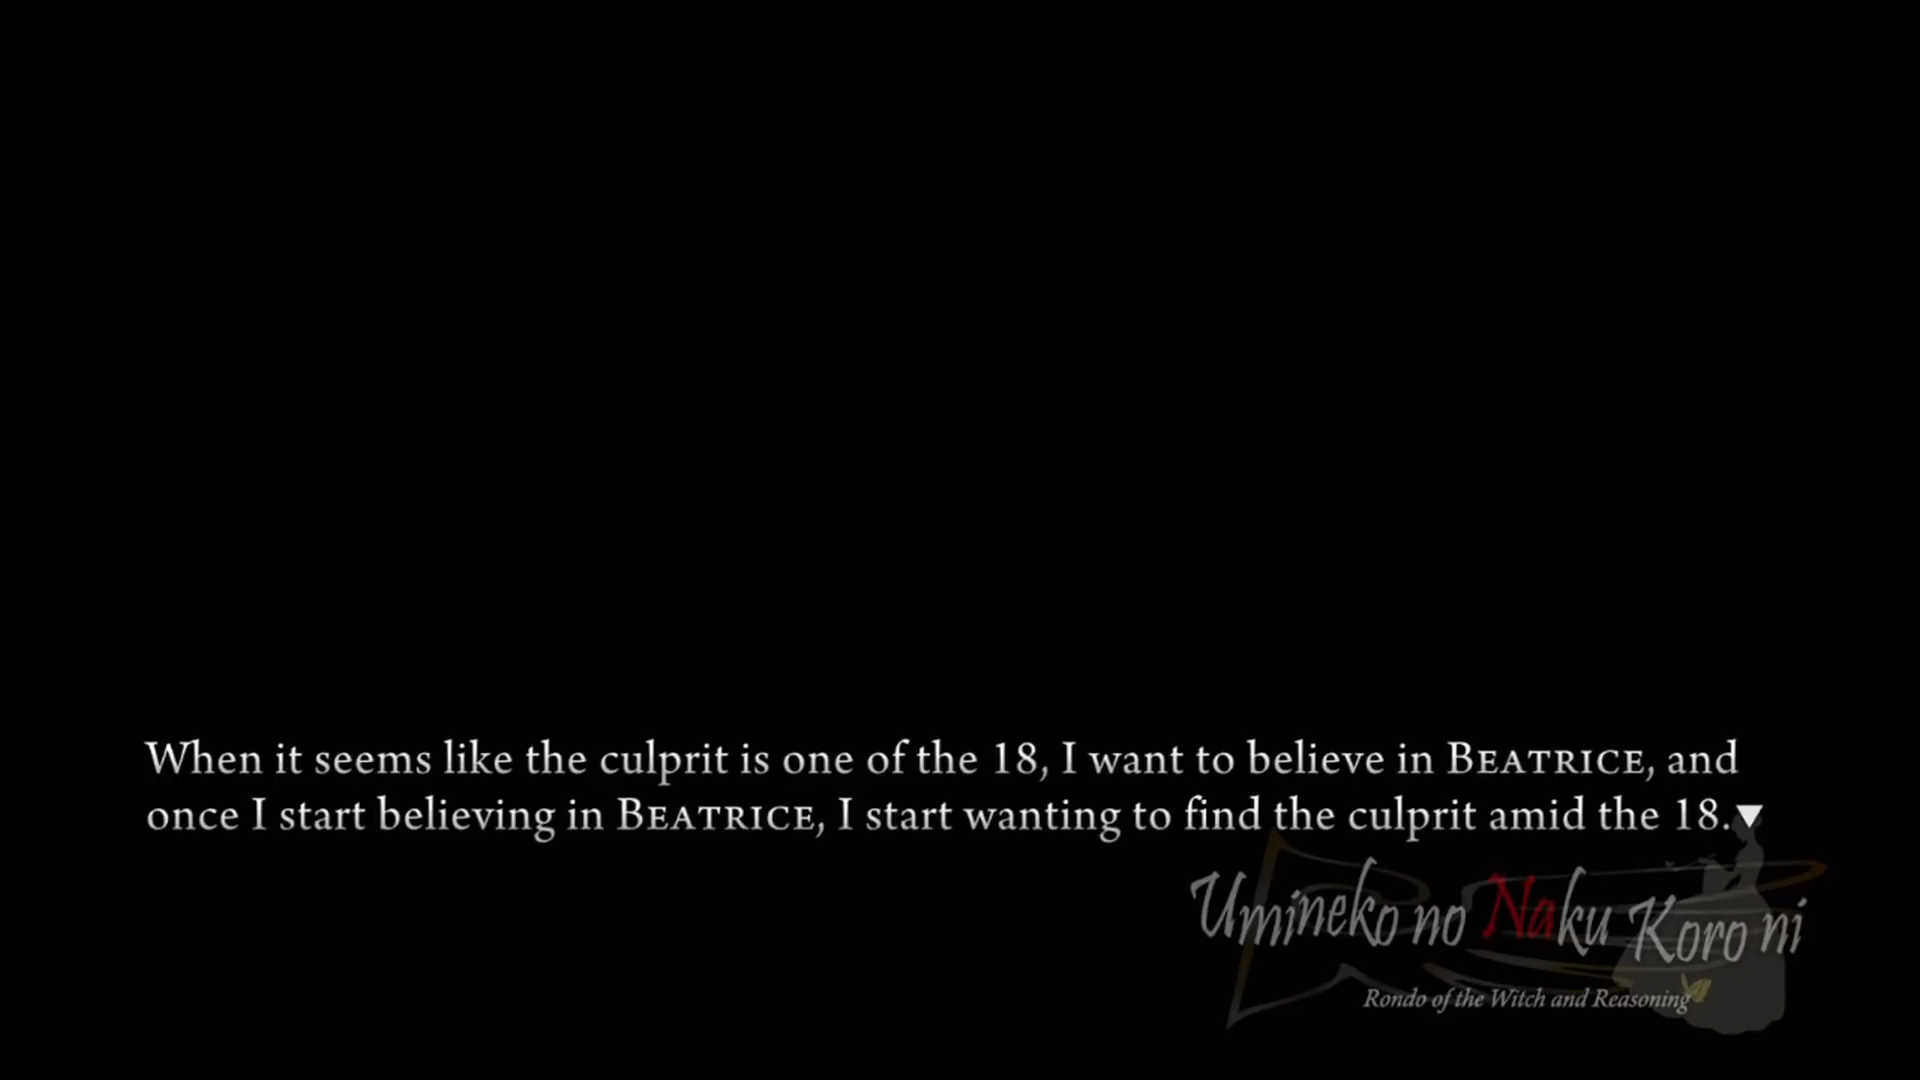 When it seems like the culprit is one of the 18, I want to believe in BEATRICE, and
once I start believing in BEATRICE, I start wanting to find the culprit amid the 18.
Umineko no Naku Koro ni
Rondo of the Witch and Reasoning